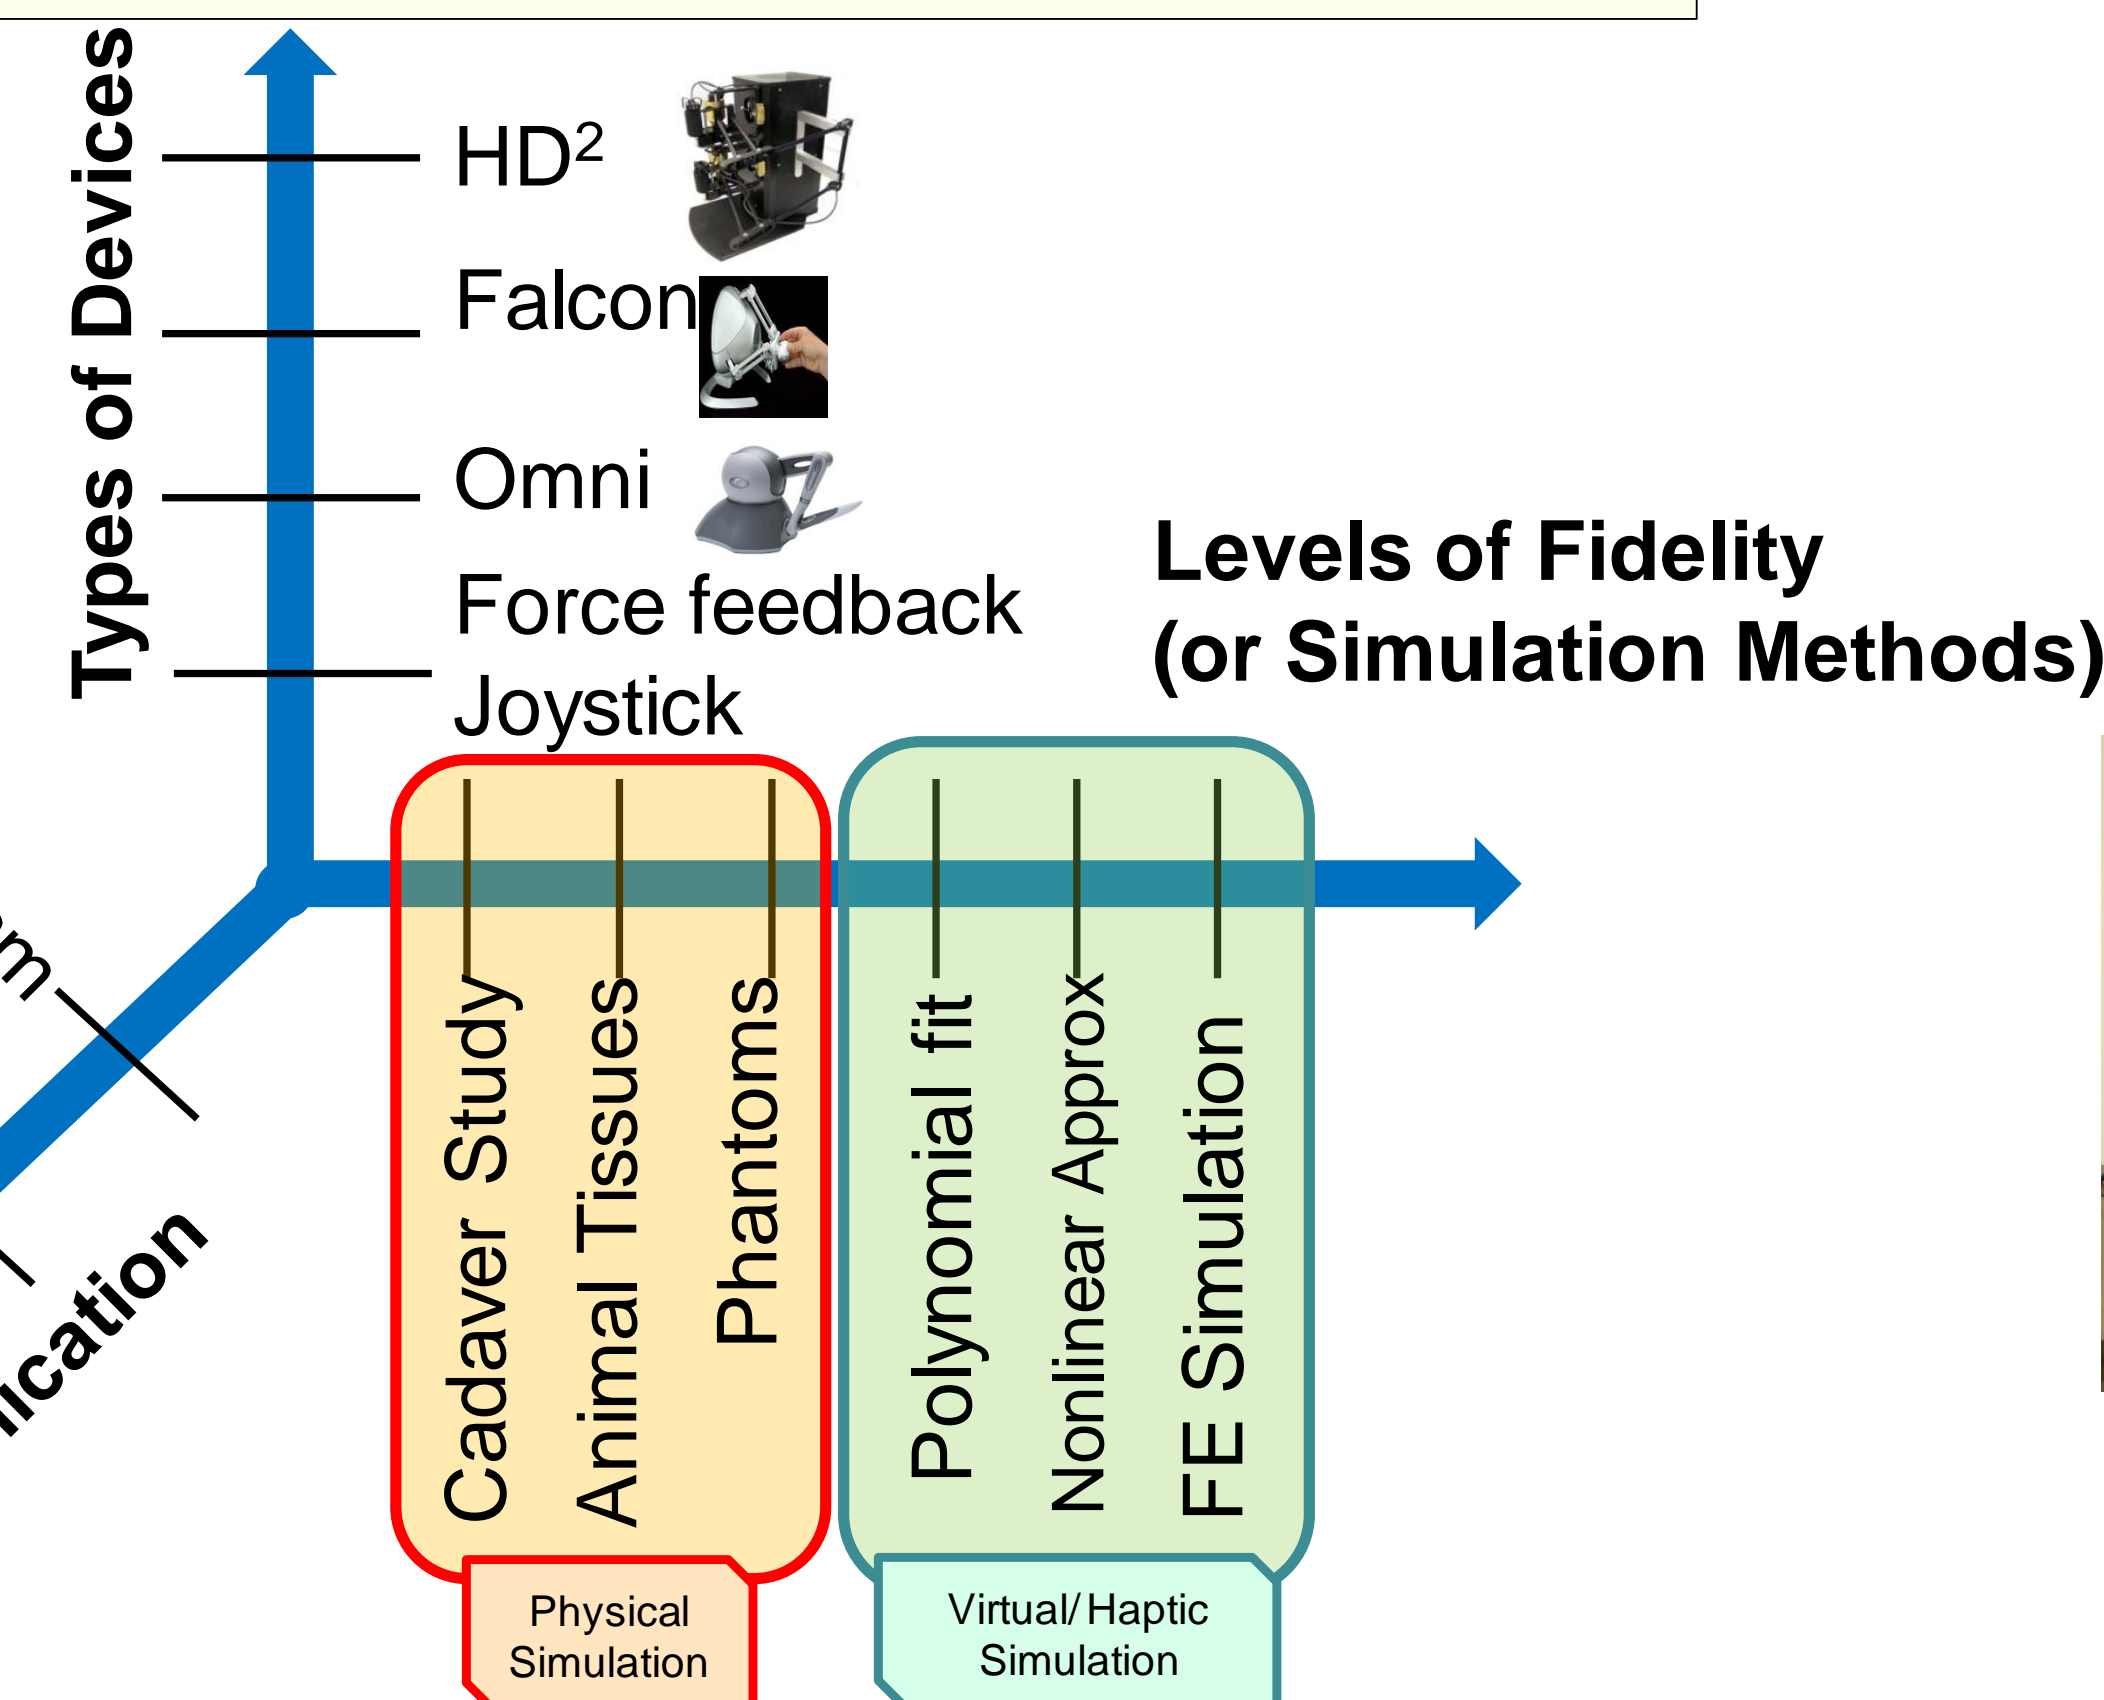 Types of Devices
HD²
Falcon
Omni
Force feedback
Joystick
Levels of Fidelity
(or Simulation Methods)
Cadaver Study
Animal Tissues
Phantoms
Polynomial fit
Nonlinear Approx
FE Simulation
Physical
Simulation
Virtual/Haptic
Simulation